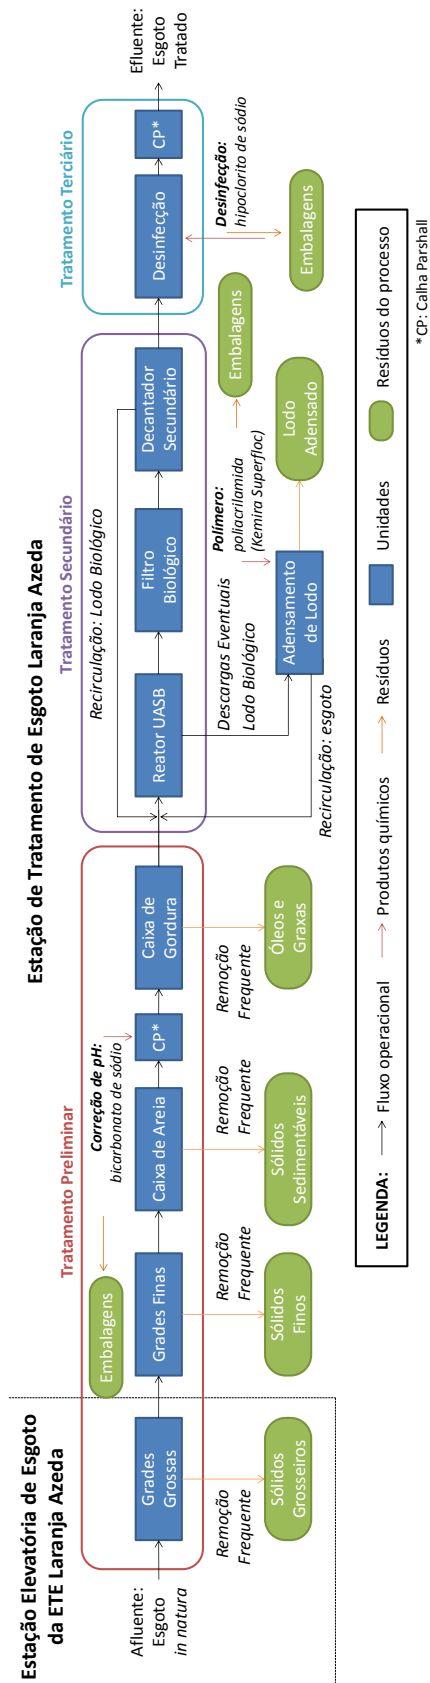 Estação Elevatória de Esgoto
da ETE Laranja Azeda
Estação de Tratamento de Esgoto Laranja Azeda
Tratamento Preliminar
Tratamento Secundário
Tratamento Terciário
Afluente:
Esgoto
in natura
Grades
Grossas
Remoção
Frequente
Sólidos
Grosseiros
Embalagens
Correção de pH:
bicarbonato de sódio
Grades Finas
Remoção
Frequente
Sólidos
Finos
Caixa de Areia
Remoção
Frequente
Sólidos
Sedimentáveis
CP*
Caixa de
Gordura
Remoção
Frequente
Óleos e
Graxas
Recirculação: Lodo Biológico
Reator UASB
Filtro
Biológico
Decantador
Secundário
Descargas Eventuais
Lodo Biológico
Recirculação: esgoto
Polímero:
poliacrilamida
(Kemira Superfloc)
Embalagens
Adensamento
de Lodo
Lodo
Adensado
Desinfecção
CP*
Efluente:
Esgoto
Tratado
Desinfecção:
hipoclorito de sódio
Embalagens
LEGENDA:
Fluxo operacional
Produtos químicos
Resíduos
Unidades
Resíduos do processo
*CP: Calha Parshall